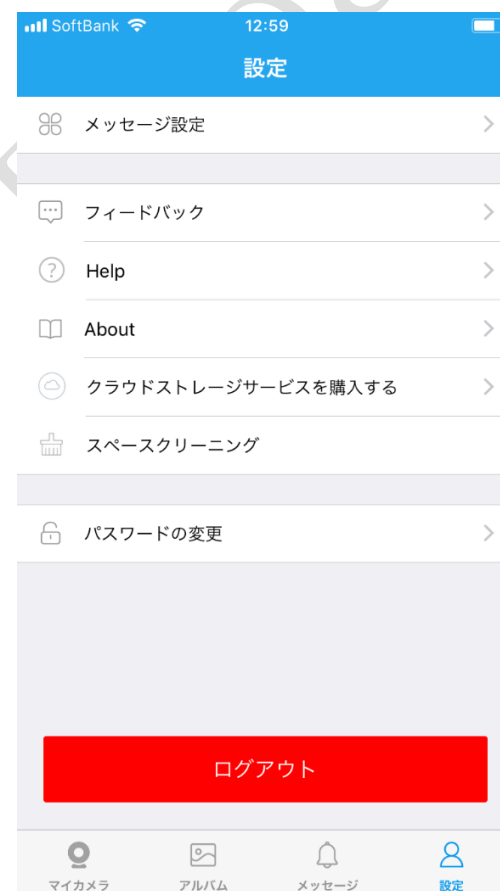 SoftBank 12:59
設定
メッセージ設定
フィードバック
Help
About
クラウドストレージサービスを購入する
スペースクリーニング
パスワードの変更
ログアウト
マイカメラ アルバム メッセージ 設定